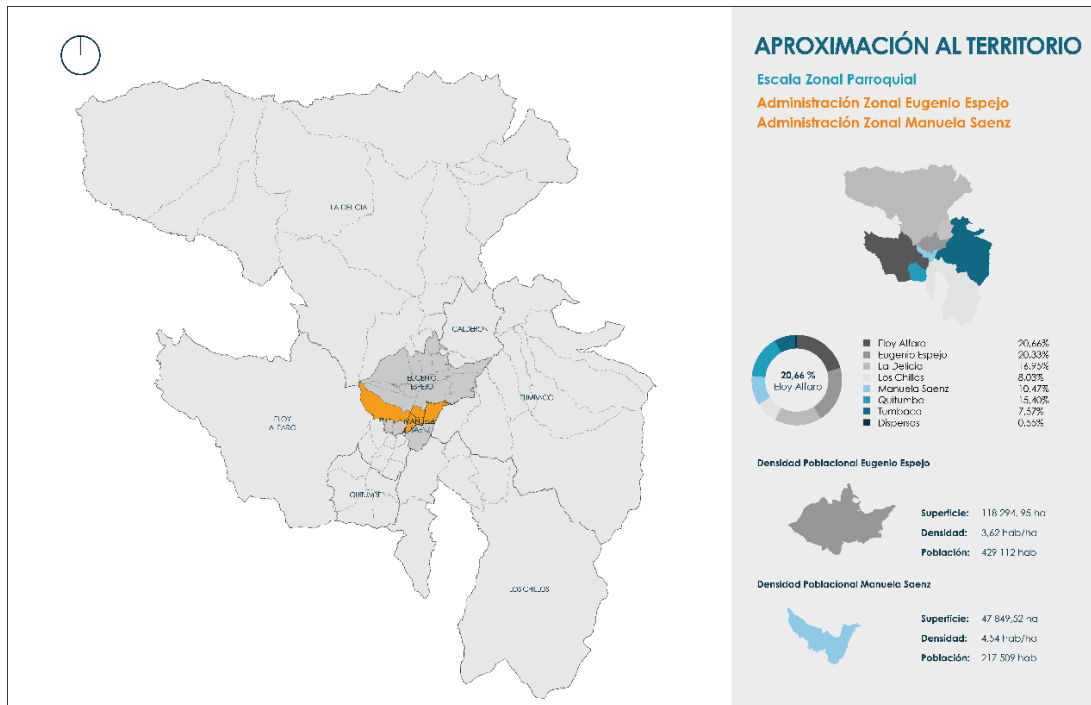 LA DELICIA
CALDERON
EUGENIO
ESPEJO
TUMBACO
ELOY
ALFARO
SAENZ
QUITUMBE
LOS CHILLOS
APROXIMACIÓN AL TERRITORIO
Escala Zonal Parroquial
Administración Zonal Eugenio Espejo
Administración Zonal Manuela Saenz
20,66 %
Eloy Alfaro
Eloy Alfaro 20,66%
Eugenio Espejo 20,33%
La Delicia 16,95%
Los Chillos 8,03%
Manuela Saenz 10,47%
Quitumbe 15,40%
Tumbaco 7,57%
Dispersos 0,55%
Densidad Poblacional Eugenio Espejo
Superficie: 118 294, 95 ha
Densidad: 3,62 hab/ha
Población: 429 112 hab
Densidad Poblacional Manuela Saenz
Superficie: 47 849,52 ha
Densidad: 4,54 hab/ha
Población: 217 509 hab